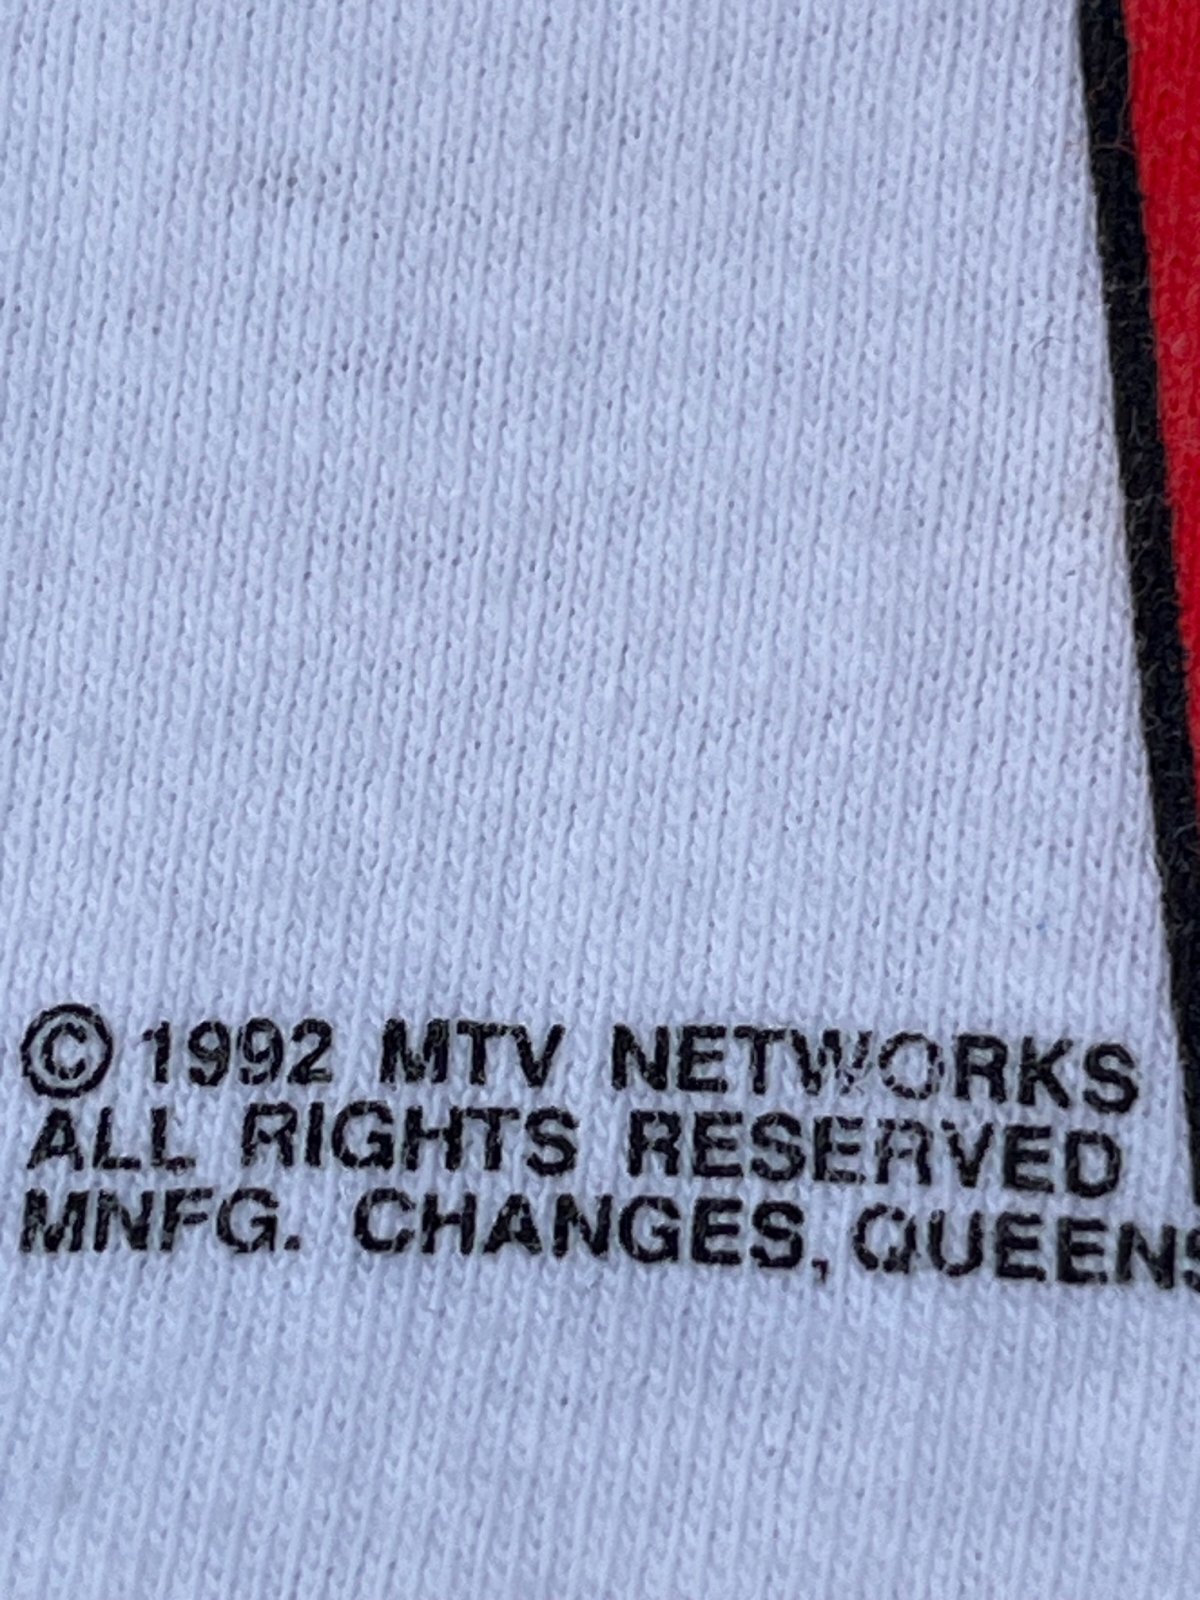 © 1992 MTV NETWORKS
ALL RIGHTS RESERVED
MNFG. CHANGES, QUEENS